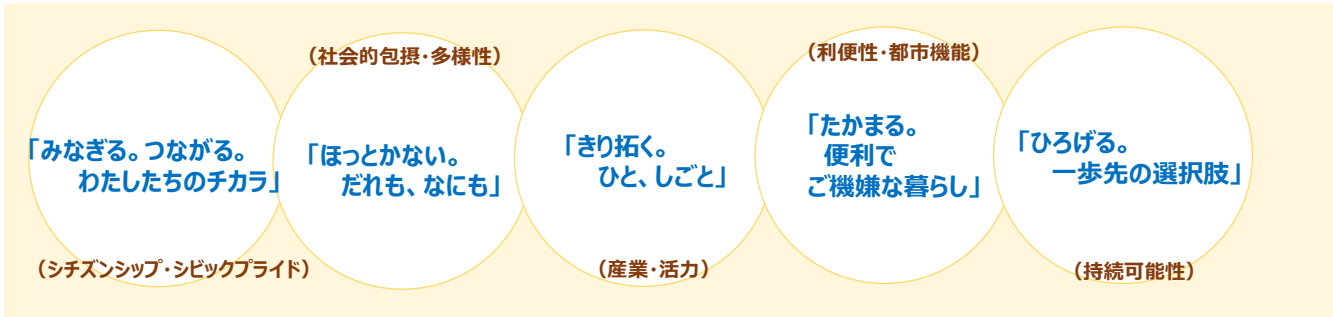 「みなぎる。つながる。
わたしたちのチカラ」
(シチズンシップ・シビックプライド)
(社会的包摂・多様性)
「ほっとかない。
だれも、なにも」
「きり拓く。
ひと、しごと」
(産業・活力)
(利便性・都市機能)
「たかまる。
便利で
ご機嫌な暮らし」
「ひろげる。
一歩先の選択肢」
(持続可能性)